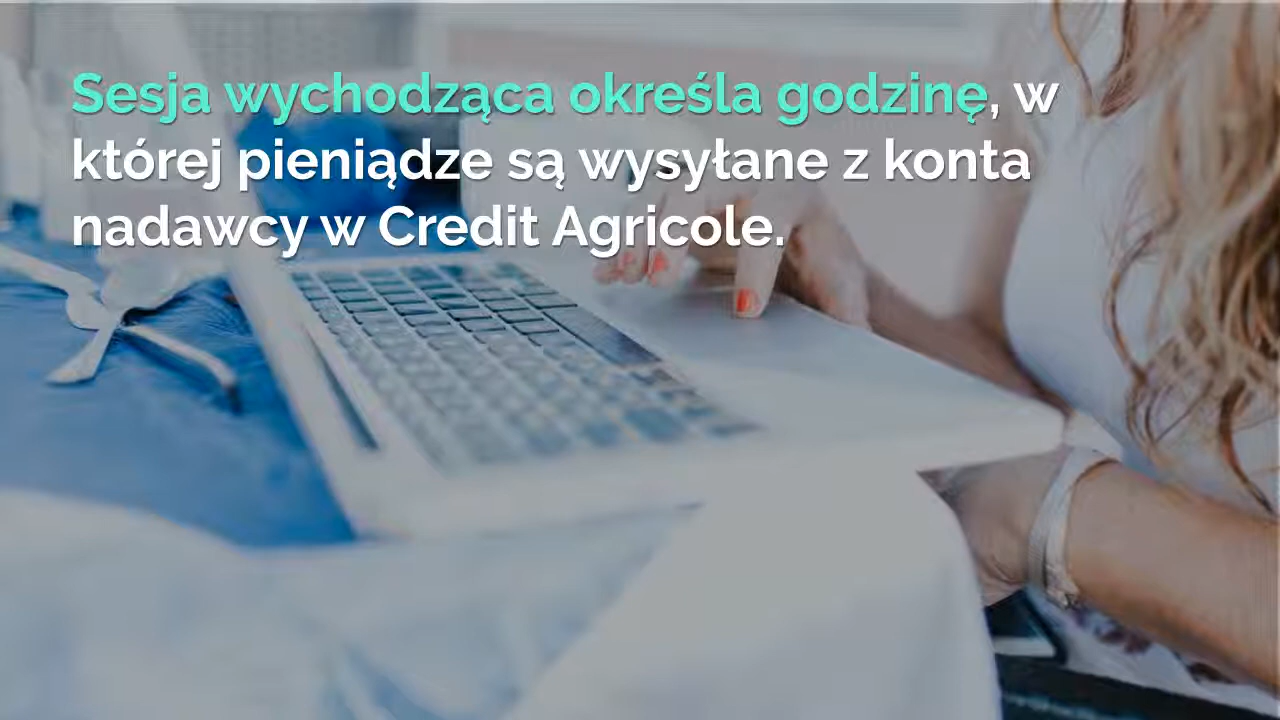 Sesja wychodząca określa godzinę, w
której pieniądze są wysyłane z konta
nadawcy w Credit Agricole.